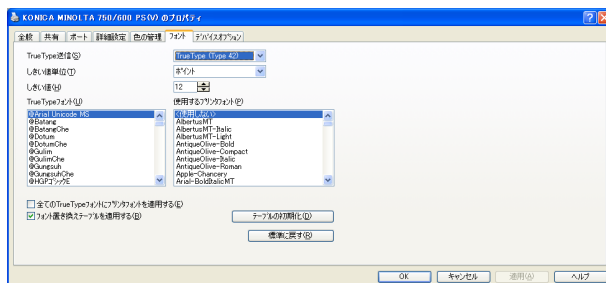 KONICA MINOLTA 750/600 PS(V) のプロパティ
全般 共有 ポート 詳細設定 色の管理 フォント デバイスオプション
TrueType送信(S) TrueType (Type 42)
しきい値単位(T) ポイント
しきい値(H) 12
TrueTypeフォント(U) 使用するプリンタフォント(P)
@Arial Unicode MS <使用しない>
@Batang AlbertusMT
@BatangChe AlbertusMT-Italic
@Dotum AlbertusMT-Light
@DotumChe AntiqueOlive-Bold
@Gulim AntiqueOlive-Compact
@GulimChe AntiqueOlive-Italic
@Gungsuh AntiqueOlive-Roman
@GungsuhChe Apple-Chancery
@HGPゴシックE Arial-BoldItalicMT
全てのTrueTypeフォントにプリンタフォントを適用する(E)
フォント置き換えテーブルを適用する(B) テーブルの初期化(D)
標準に戻す(R)
OK キャンセル 適用(A) ヘルプ